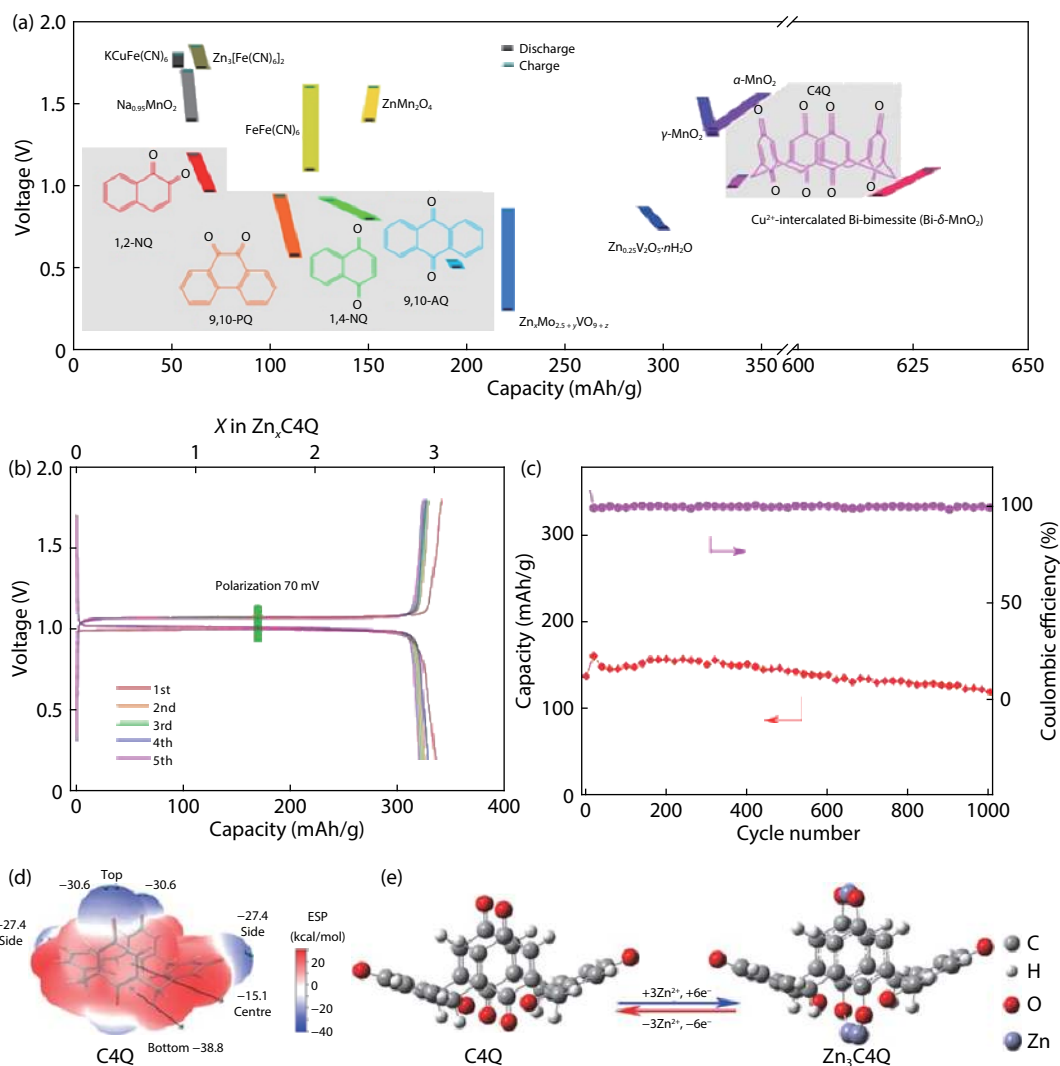 (a)
2.0
1.5
1.0
0.5
0
Voltage (V)
KCuFe(CN)6
Zn3[Fe(CN)6]2
Na0.95MnO2
FeFe(CN)6
ZnMn2O4
Discharge
Charge
α-MnO2
γ-MnO2
C4Q
O O O O
O O O O
Cu2+-intercalated Bi-bimessite (Bi-δ-MnO2)
O
O
1,2-NQ
O O
9,10-PQ
O
O
1,4-NQ
O
O
9,10-AQ
Zn0.25V2O5·nH2O
ZnxMo2.5+yVO9+z
0 50 100 150 200 250 300 350 600 625 650
Capacity (mAh/g)
(b)
X in ZnxC4Q
0 1 2 3
2.0
1.5
1.0
0.5
0
Voltage (V)
Polarization 70 mV
1st
2nd
3rd
4th
5th
0 100 200 300 400
Capacity (mAh/g)
(c)
300
200
100
0
Capacity (mAh/g)
100
50
0
Coulombic efficiency (%)
0 200 400 600 800 1000
Cycle number
(d)
Top
−30.6 −30.6
−27.4
Side
−27.4
Side
−15.1
Centre
Bottom −38.8
C4Q
ESP
(kcal/mol)
20
0
−20
−40
(e)
+3Zn2+, +6e−
−3Zn2+, −6e−
C4Q
Zn3C4Q
C
H
O
Zn